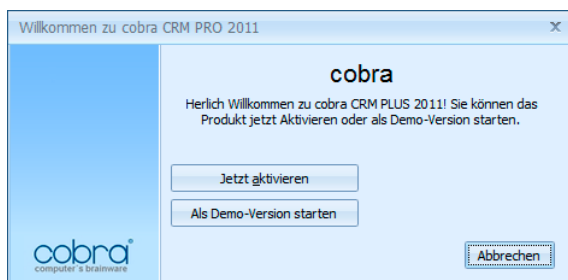 Willkommen zu cobra CRM PRO 2011
x
cobra
Herlich Willkommen zu cobra CRM PLUS 2011! Sie können das
Produkt jetzt Aktivieren oder als Demo-Version starten.
Jetzt aktivieren
Als Demo-Version starten
cobra
computer's brainware
Abbrechen